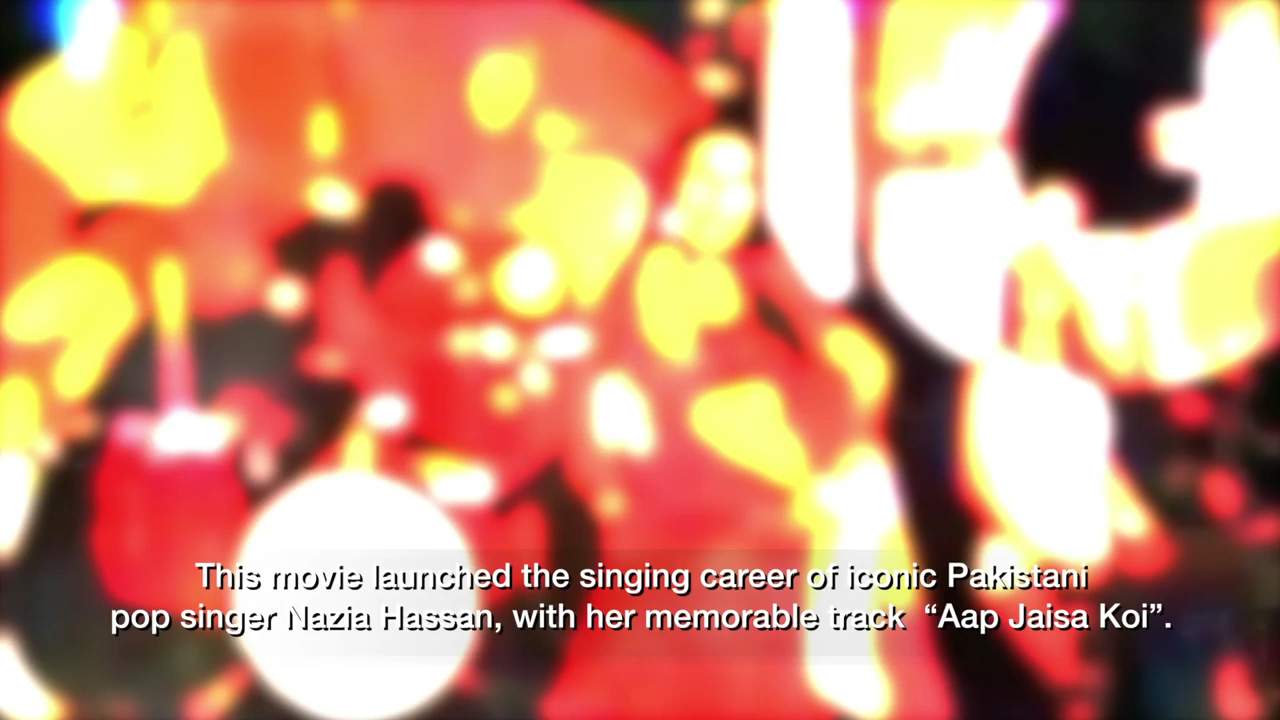 This movie launched the singing career of iconic Pakistani
pop singer Nazia Hassan, with her memorable track “Aap Jaisa Koi”.